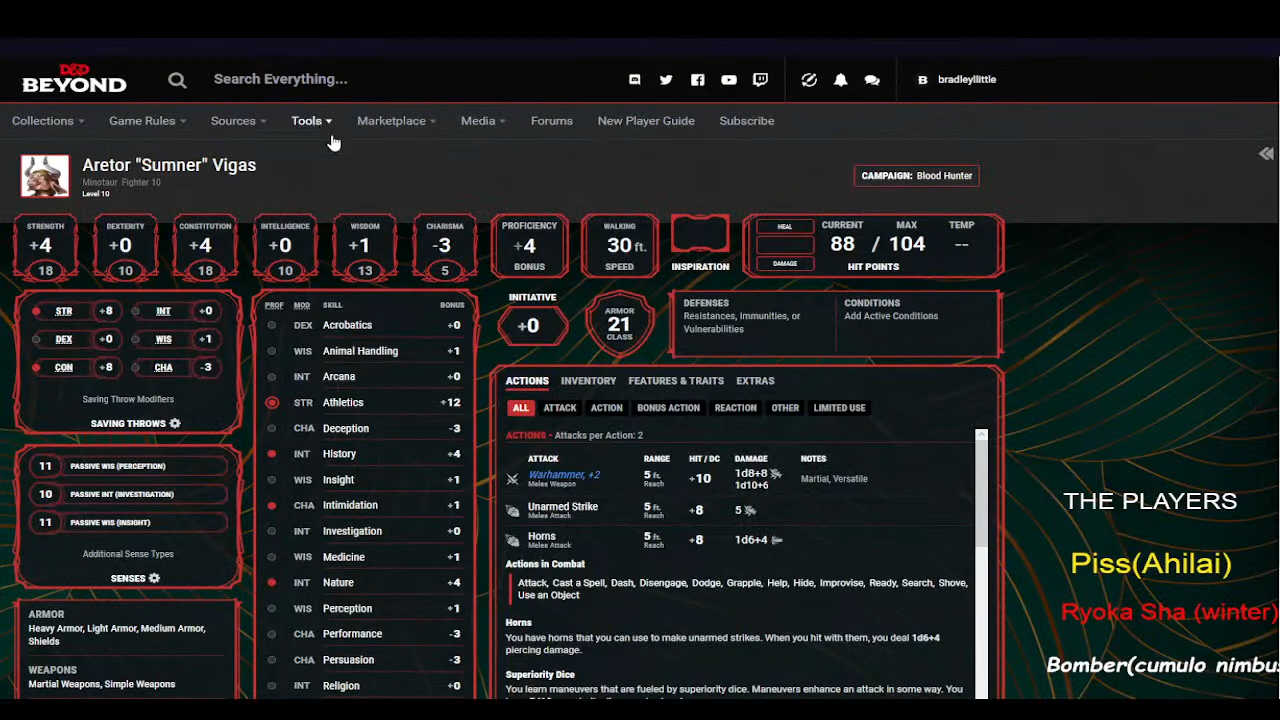 D&D
BEYOND
Search Everything...
bradleyllittle
Collections
Game Rules
Sources
Tools
Marketplace
Media
Forums
New Player Guide
Subscribe
Aretor "Sumner" Vigas
Minotaur Fighter 10
Level 10
CAMPAIGN: Blood Hunter
STRENGTH
+4
18
DEXTERITY
+0
10
CONSTITUTION
+4
18
INTELLIGENCE
+0
10
WISDOM
+1
13
CHARISMA
-3
5
PROFICIENCY
+4
BONUS
WALKING
30 ft.
SPEED
INSPIRATION
HEAL
DAMAGE
CURRENT MAX TEMP
88 / 104 --
HIT POINTS
STR +8 INT +0
DEX +0 WIS +1
CON +8 CHA -3
Saving Throw Modifiers
SAVING THROWS
11 PASSIVE WIS (PERCEPTION)
10 PASSIVE INT (INVESTIGATION)
11 PASSIVE WIS (INSIGHT)
Additional Sense Types
SENSES
ARMOR
Heavy Armor, Light Armor, Medium Armor,
Shields
WEAPONS
Martial Weapons, Simple Weapons
PROF MOD SKILL BONUS
DEX Acrobatics +0
WIS Animal Handling +1
INT Arcana +0
STR Athletics +12
CHA Deception -3
INT History +4
WIS Insight +1
CHA Intimidation +1
INT Investigation +0
WIS Medicine +1
INT Nature +4
WIS Perception +1
CHA Performance -3
CHA Persuasion -3
INT Religion +0
INITIATIVE
+0
ARMOR
21
CLASS
DEFENSES
Resistances, Immunities, or
Vulnerabilities
CONDITIONS
Add Active Conditions
ACTIONS INVENTORY FEATURES & TRAITS EXTRAS
ALL ATTACK ACTION BONUS ACTION REACTION OTHER LIMITED USE
ACTIONS - Attacks per Action: 2
ATTACK RANGE HIT / DC DAMAGE NOTES
Warhammer, +2
Melee Weapon
5 ft.
Reach
+10
1d8+8
1d10+6
Martial, Versatile
Unarmed Strike
Melee Attack
5 ft.
Reach
+8
5
Horns
Melee Attack
5 ft.
Reach
+8
1d6+4
Actions in Combat
Attack, Cast a Spell, Dash, Disengage, Dodge, Grapple, Help, Hide, Improvise, Ready, Search, Shove,
Use an Object
Horns
You have horns that you can use to make unarmed strikes. When you hit with them, you deal 1d6+4
piercing damage.
Superiority Dice
You learn maneuvers that are fueled by superiority dice. Maneuvers enhance an attack in some way. You
THE PLAYERS
Piss(Ahilai)
Ryoka Sha (winter)
Bomber(cumulo nimbus